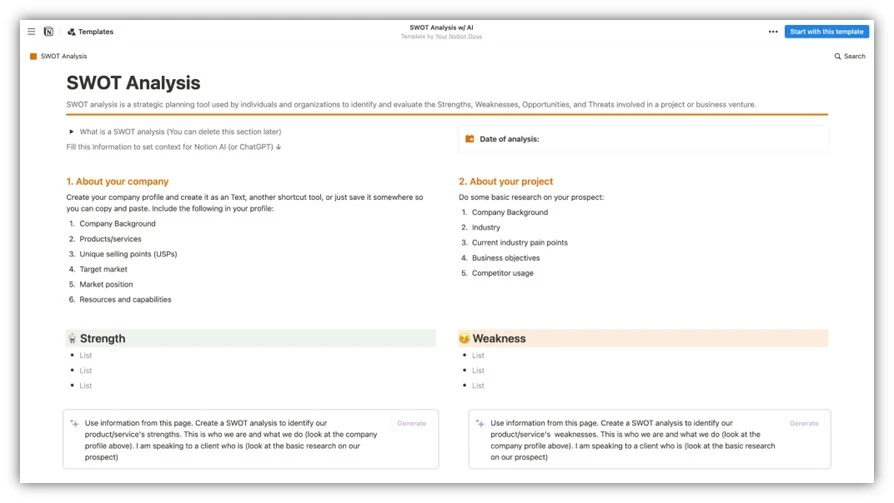 Templates
SWOT Analysis w/ AI
Template by Your Notion Dose
Start with this template
SWOT Analysis
Search
SWOT Analysis
SWOT analysis is a strategic planning tool used by individuals and organizations to identify and evaluate the Strengths, Weaknesses, Opportunities, and Threats involved in a project or business venture.
What is a SWOT analysis (You can delete this section later)
Fill this Information to set context for Notion AI (or ChatGPT) ↓
Date of analysis:
1. About your company
Create your company profile and create it as an Text, another shortcut tool, or just save it somewhere so
you can copy and paste. Include the following in your profile:
1. Company Background
2. Products/services
3. Unique selling points (USPs)
4. Target market
5. Market position
6. Resources and capabilities
2. About your project
Do some basic research on your prospect:
1. Company Background
2. Industry
3. Current industry pain points
4. Business objectives
5. Competitor usage
Strength
• List
• List
• List
Use information from this page. Create a SWOT analysis to identify our
product/service's strengths. This is who we are and what we do (look at the company
profile above). I am speaking to a client who is (look at the basic research on our
prospect)
Generate
Weakness
• List
• List
• List
Use information from this page. Create a SWOT analysis to identify our
product/service's weaknesses. This is who we are and what we do (look at the
company profile above). I am speaking to a client who is (look at the basic research
on our prospect)
Generate